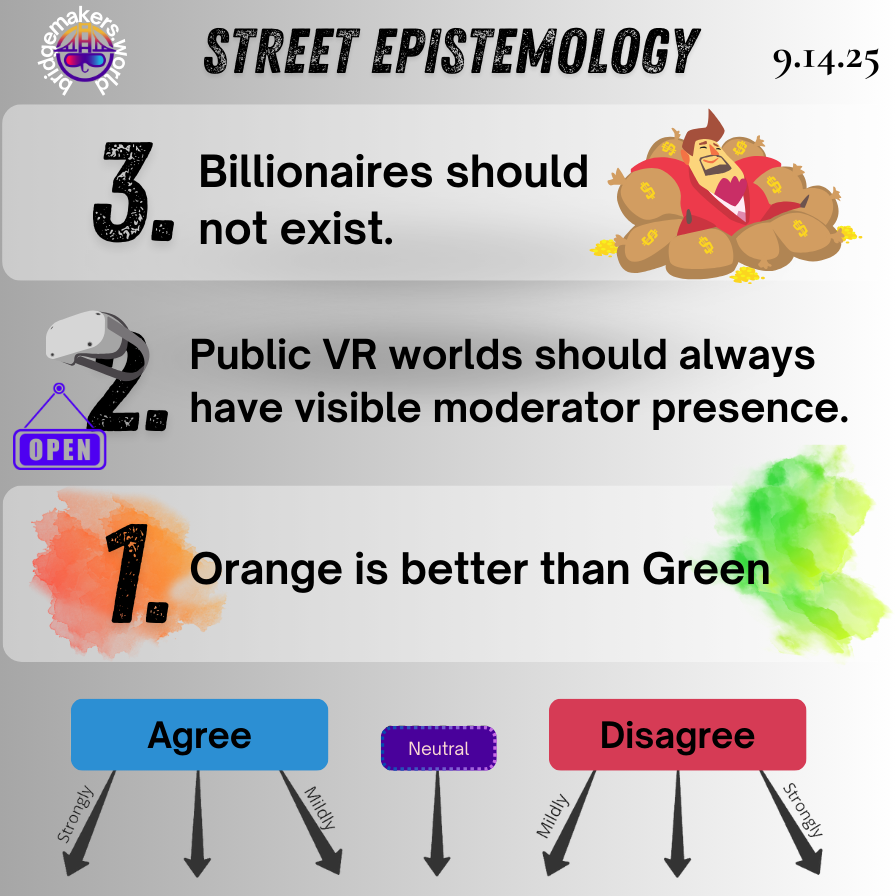 bridgemakers.world
STREET EPISTEMOLOGY
9.14.25
3.
Billionaires should
not exist.
$ $ $ $ $ $ $
2.
Public VR worlds should always
have visible moderator presence.
OPEN
1.
Orange is better than Green
Agree
Neutral
Disagree
Strongly
Mildly
Mildly
Strongly